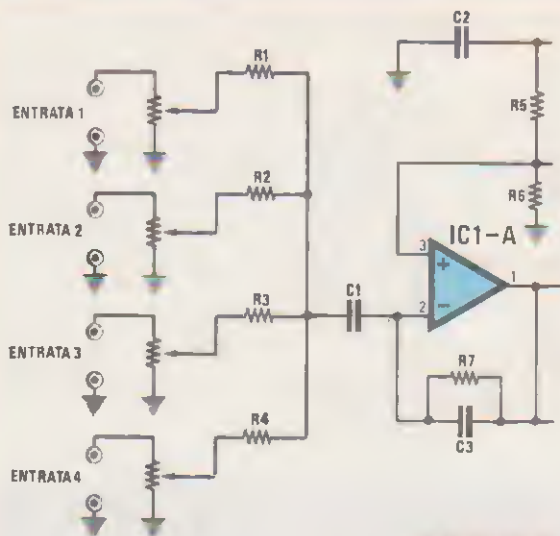 C2
R1
ENTRATA 1
R5
R2
R6
ENTRATA 2
IC1-A
3
+
1
2
-
R3
C1
ENTRATA 3
R7
R4
C3
ENTRATA 4